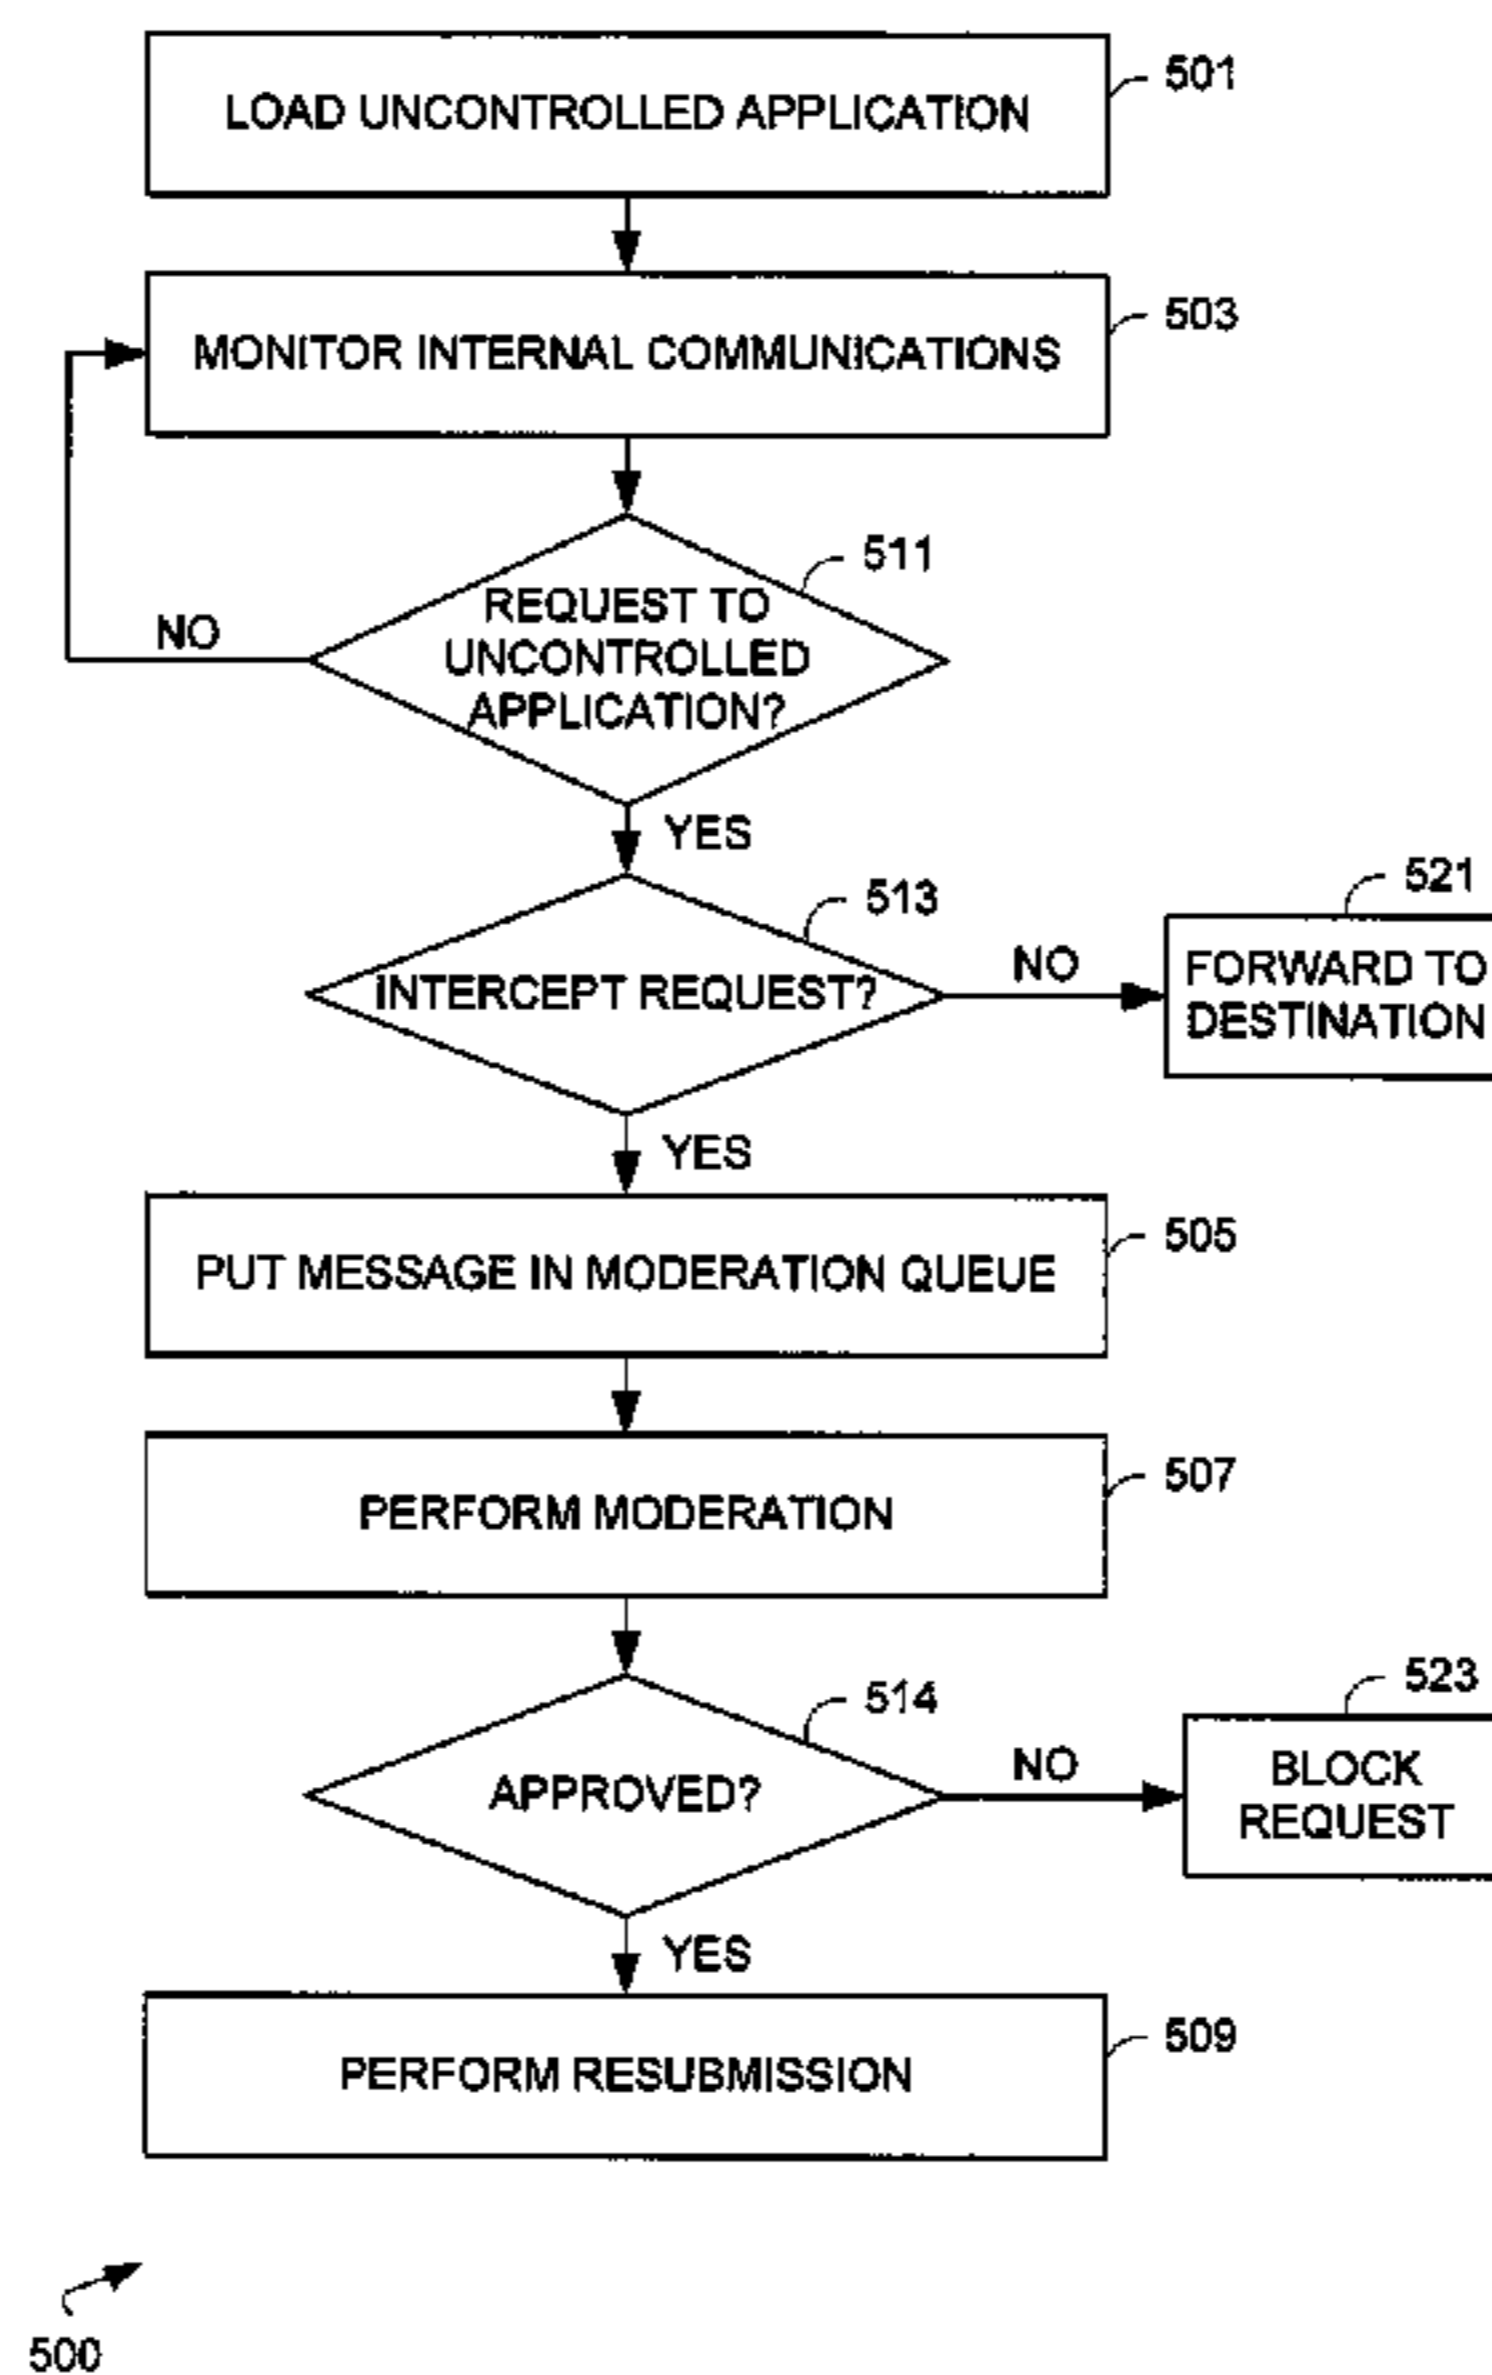 LOAD UNCONTROLLED APPLICATION
501
MONITOR INTERNAL COMMUNICATIONS
503
511
REQUEST TO
UNCONTROLLED
APPLICATION?
NO
YES
513
INTERCEPT REQUEST?
NO
521
FORWARD TO
DESTINATION
YES
PUT MESSAGE IN MODERATION QUEUE
505
PERFORM MODERATION
507
514
APPROVED?
NO
523
BLOCK
REQUEST
YES
PERFORM RESUBMISSION
509
500